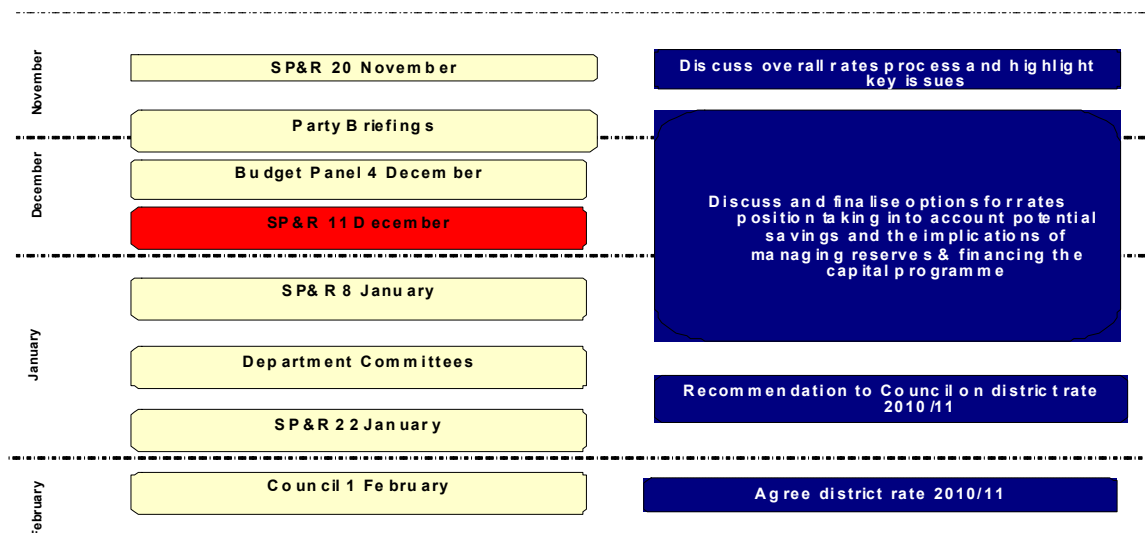 November
SP&R 20 November
Discuss overall rates process and highlight
key issues
Party Briefings
December
Budget Panel 4 December
SP&R 11 December
Discuss and finalise options for rates
position taking into account potential
savings and the implications of
managing reserves & financing the
capital programme
January
SP&R 8 January
Department Committees
Recommendation to Council on district rate
2010/11
SP&R 22 January
February
Council 1 February
Agree district rate 2010/11